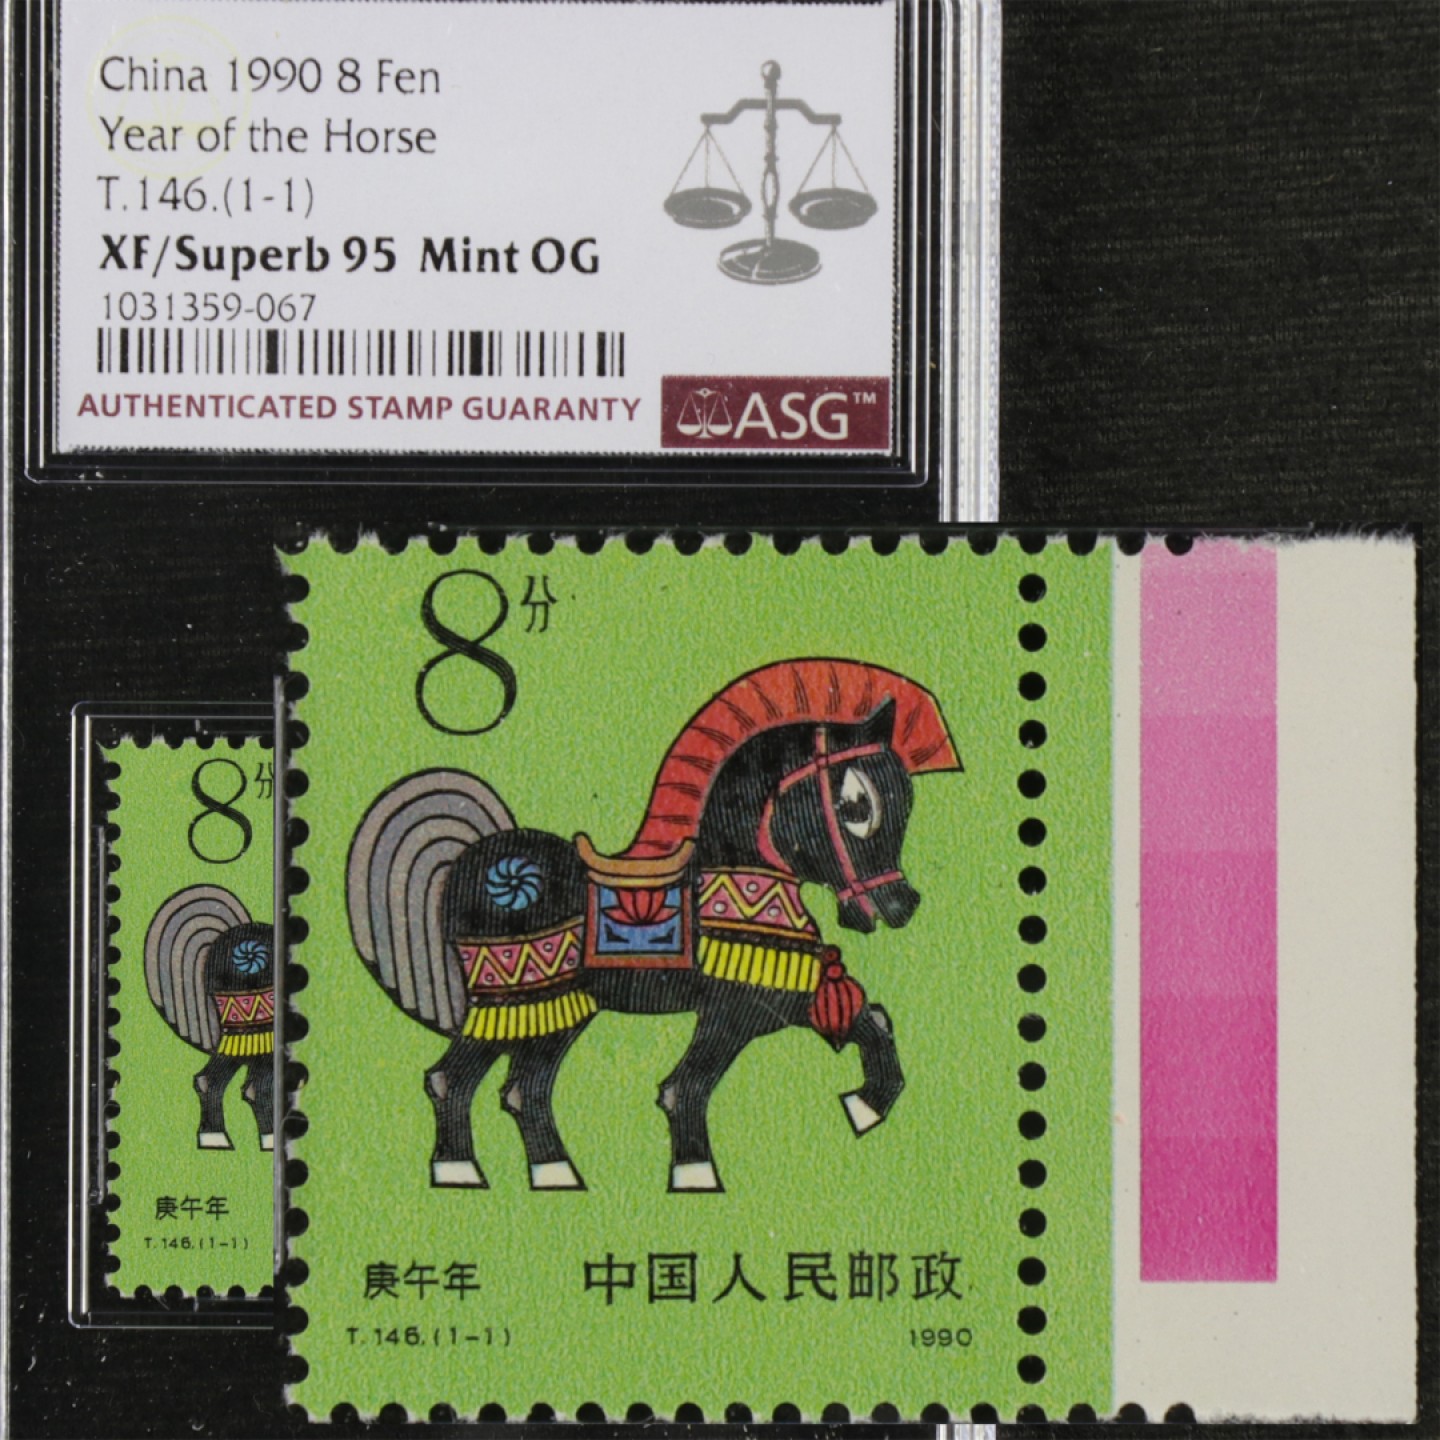 China 1990 8 Fen
Year of the Horse
T.146.(1-1)
XF/Superb 95 Mint OG
1031359-067
AUTHENTICATED STAMP GUARANTY
ASG™
8分
庚午年
T.146.(1-1)
8分
庚午年 中国人民邮政
T.146.(1-1) 1990